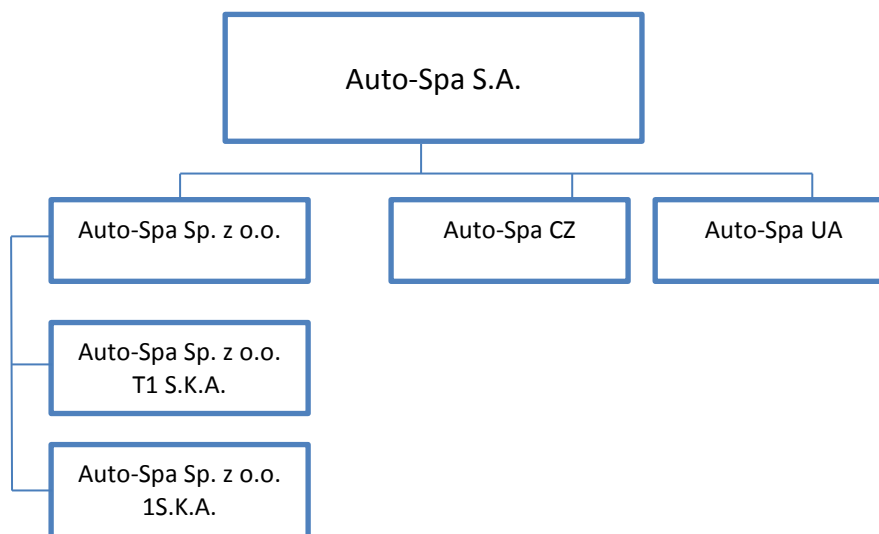 Auto-Spa S.A.
Auto-Spa Sp. z o.o.
Auto-Spa CZ
Auto-Spa UA
Auto-Spa Sp. z o.o.
T1 S.K.A.
Auto-Spa Sp. z o.o.
1S.K.A.